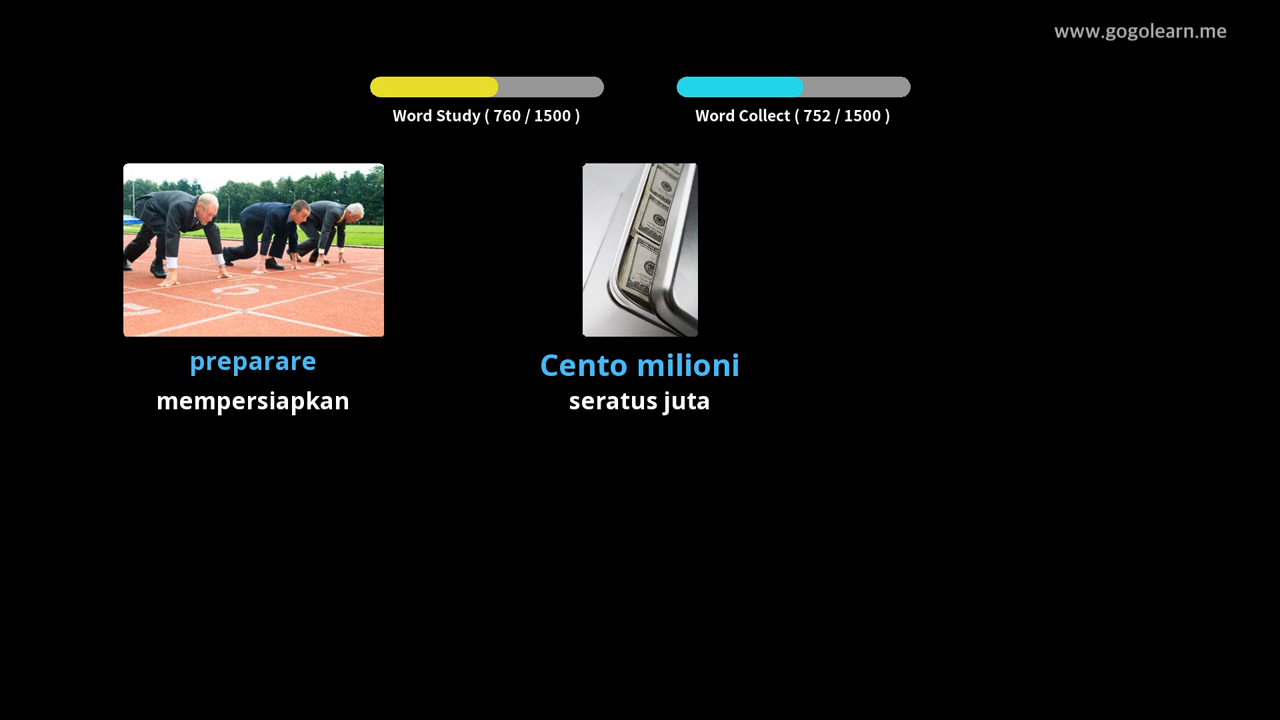 www.gogolearn.me
Word Study ( 760 / 1500 )
Word Collect ( 752 / 1500 )
preparare
mempersiapkan
Cento milioni
seratus juta